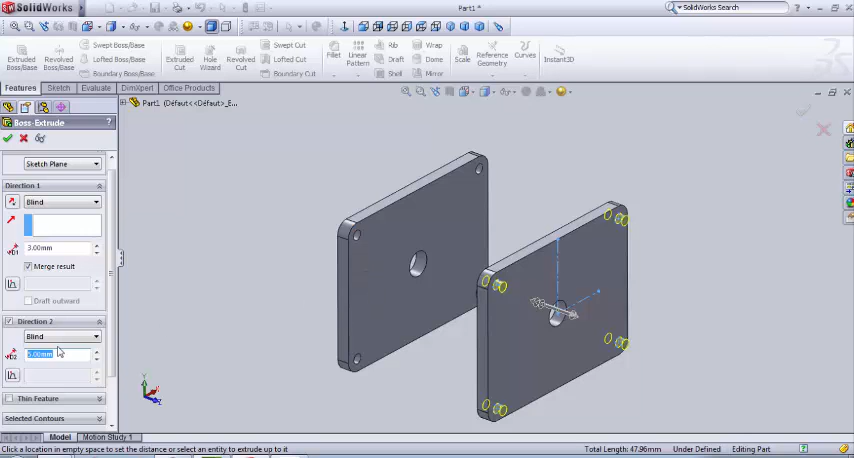 SolidWorks
Part1 *
SolidWorks Search
Extruded Boss/Base
Revolved Boss/Base
Swept Boss/Base
Lofted Boss/Base
Boundary Boss/Base
Extruded Cut
Hole Wizard
Revolved Cut
Swept Cut
Lofted Cut
Boundary Cut
Fillet
Linear Pattern
Rib
Draft
Shell
Wrap
Dome
Mirror
Scale
Reference Geometry
Curves
Instant3D
Features
Sketch
Evaluate
DimXpert
Office Products
Part1 (Défaut<<Défaut>_E...
Boss-Extrude
?
Sketch Plane
Direction 1
Blind
D1
3.00mm
Merge result
Draft outward
Direction 2
Blind
D2
5.00mm
Thin Feature
Selected Contours
Y
X
Z
Model
Motion Study 1
Click a location in empty space to set the distance or select an entity to extrude up to it
Total Length: 47.96mm
Under Defined
Editing Part
?